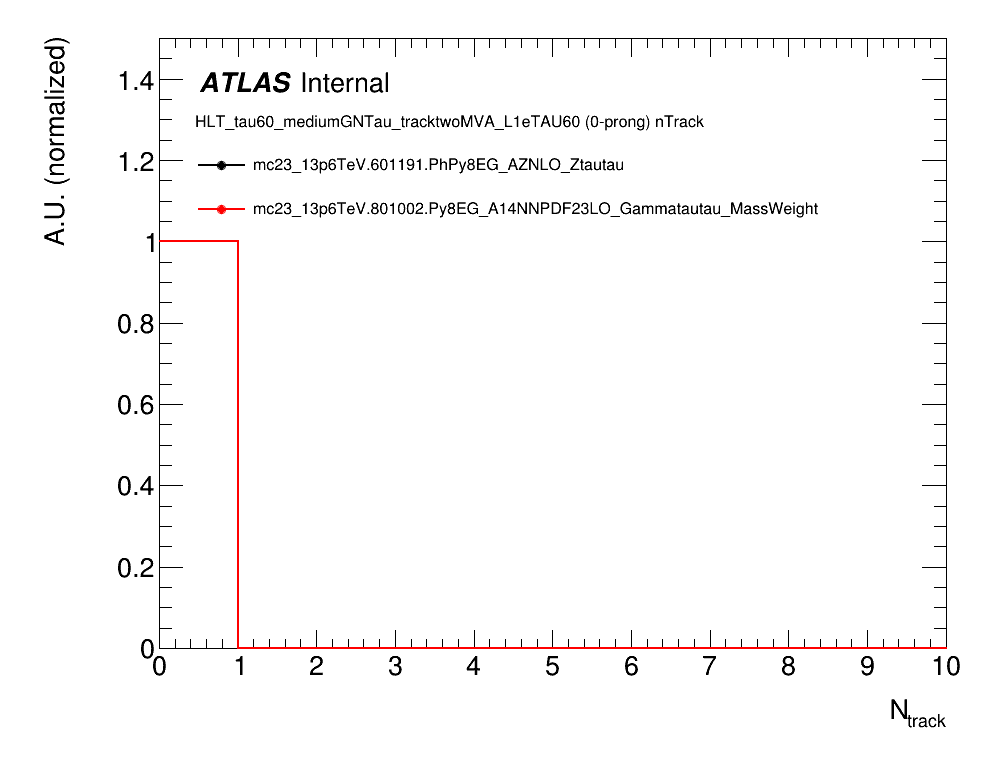 A.U. (normalized)
ATLAS Internal
HLT_tau60_mediumGNTau_tracktwoMVA_L1eTAU60 (0-prong) nTrack
mc23_13p6TeV.601191.PhPy8EG_AZNLO_Ztautau
mc23_13p6TeV.801002.Py8EG_A14NNPDF23LO_Gammatautau_MassWeight
1.4
1.2
1
0.8
0.6
0.4
0.2
0
0 1 2 3 4 5 6 7 8 9 10
N_track